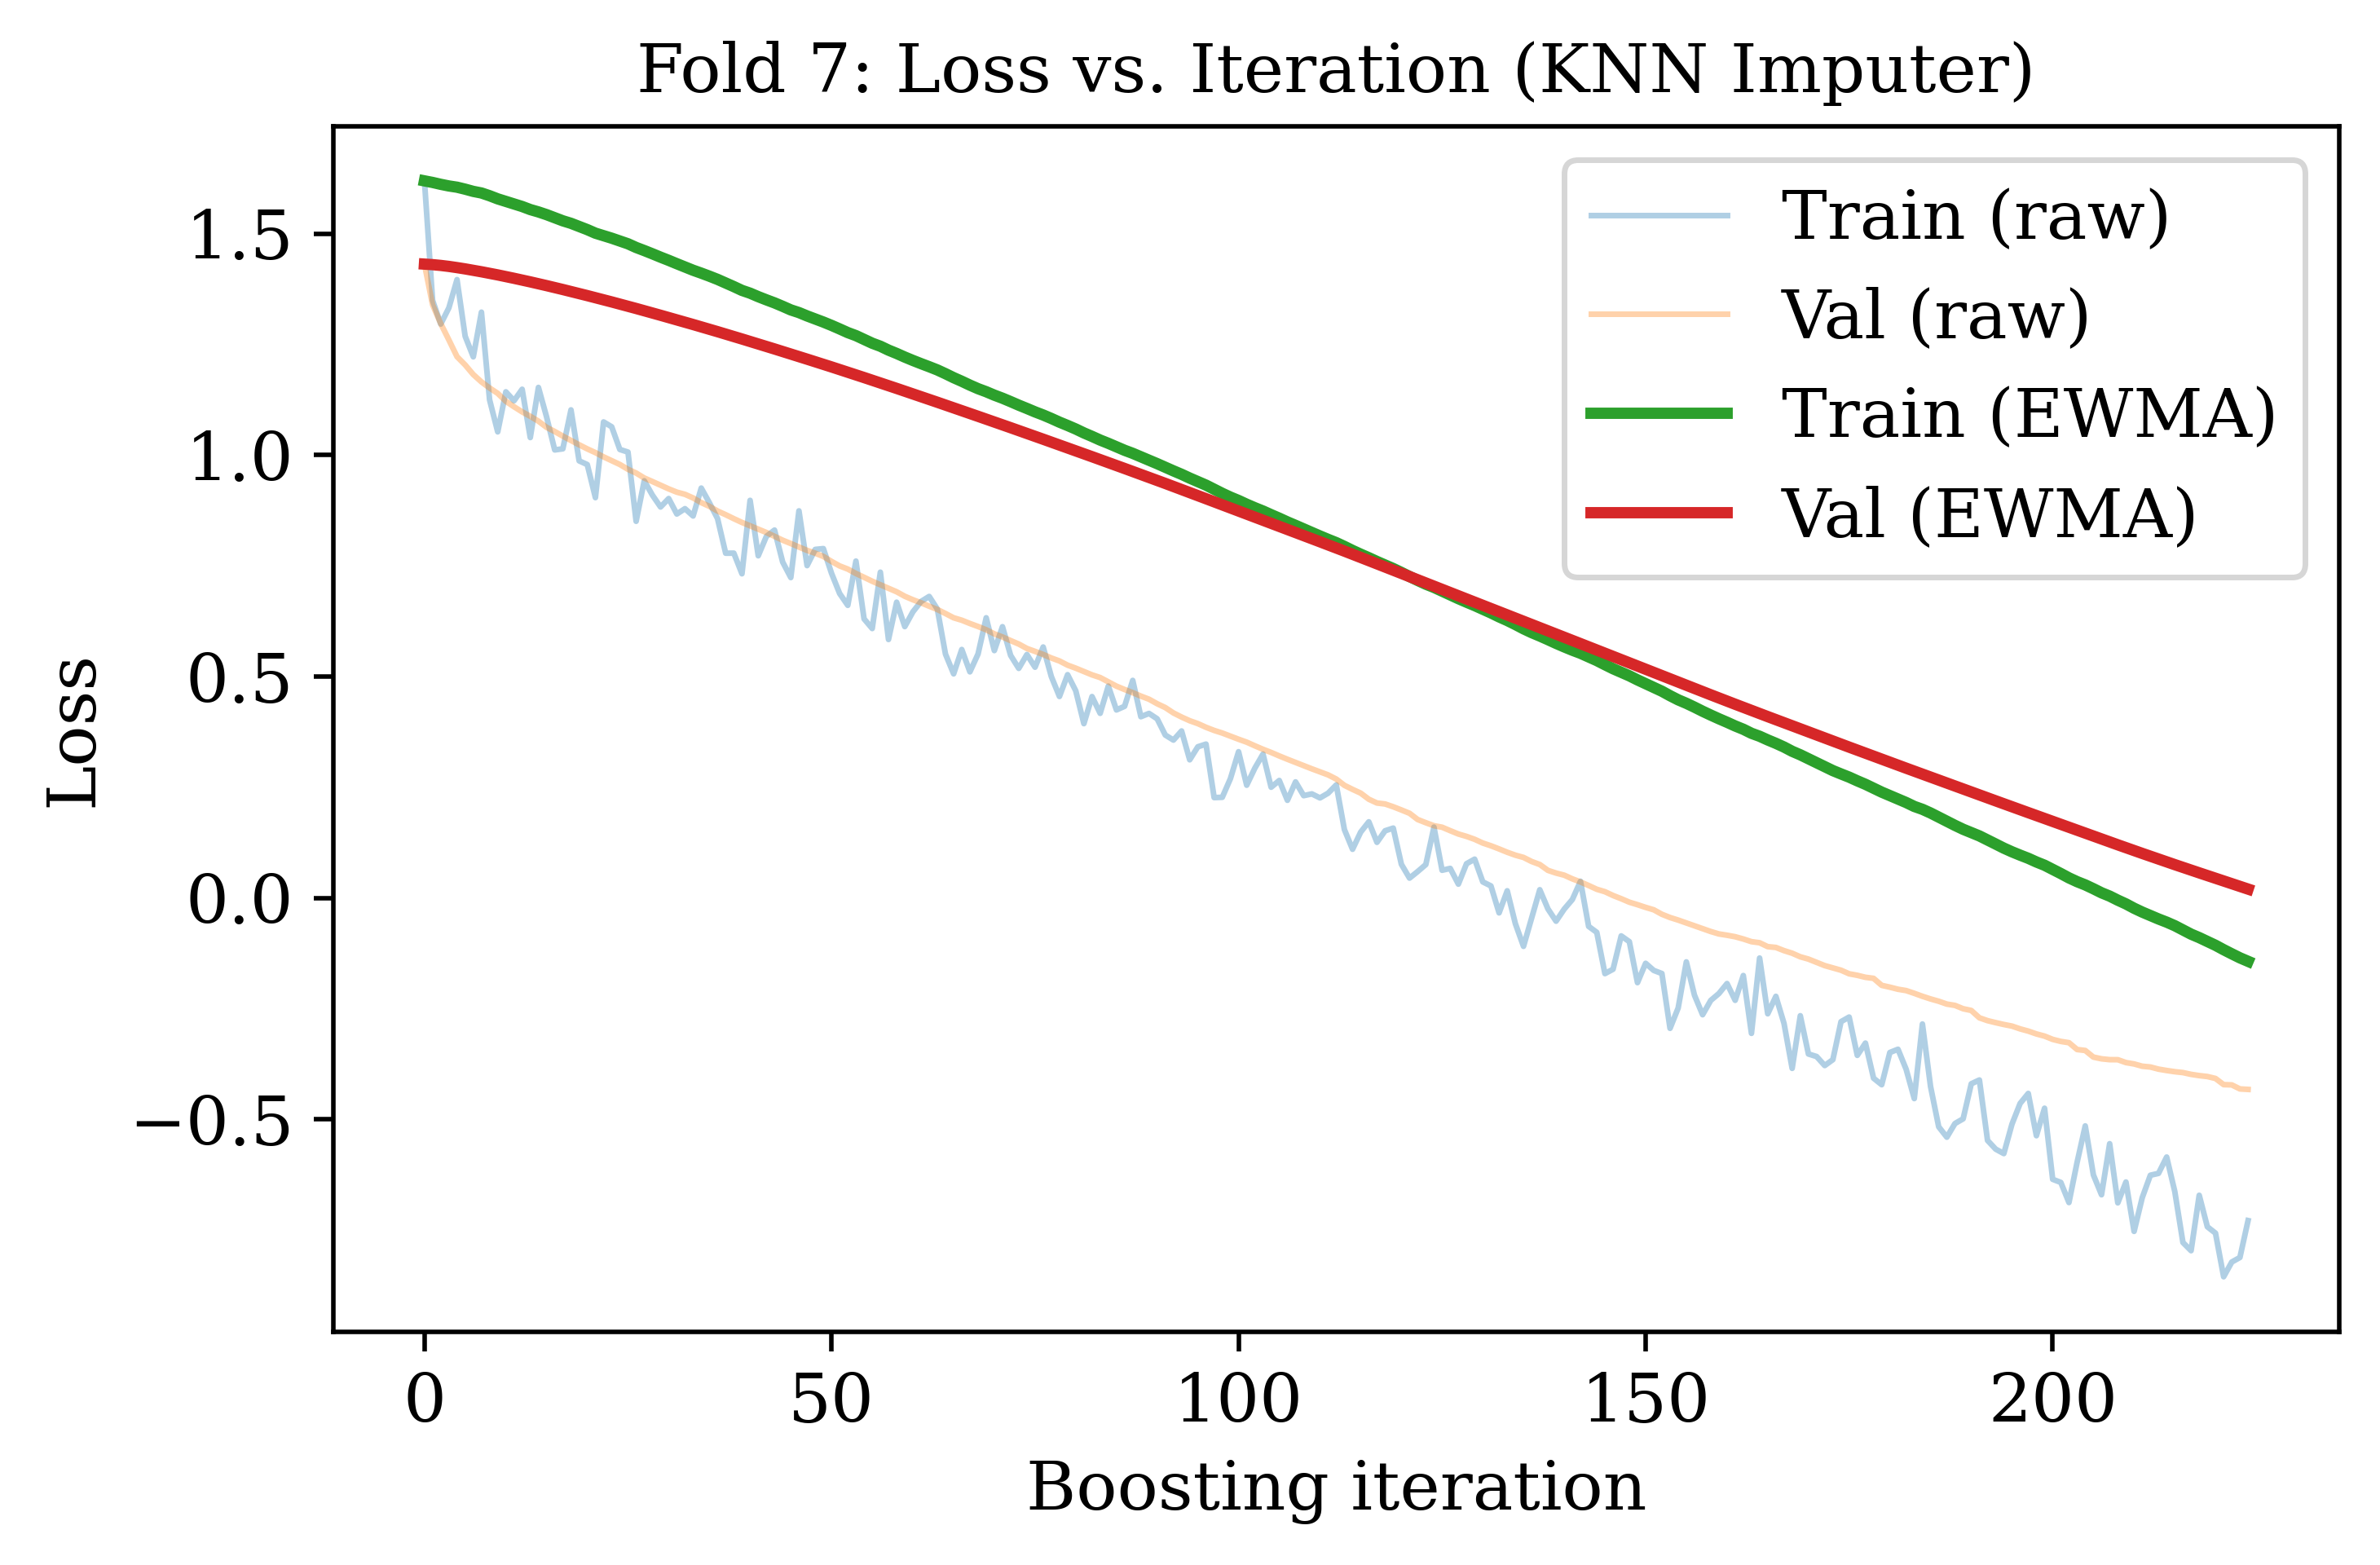 Fold 7: Loss vs. Iteration (KNN Imputer)
Train (raw)
Val (raw)
Train (EWMA)
Val (EWMA)
Loss
1.5
1.0
0.5
0.0
−0.5
0 50 100 150 200
Boosting iteration